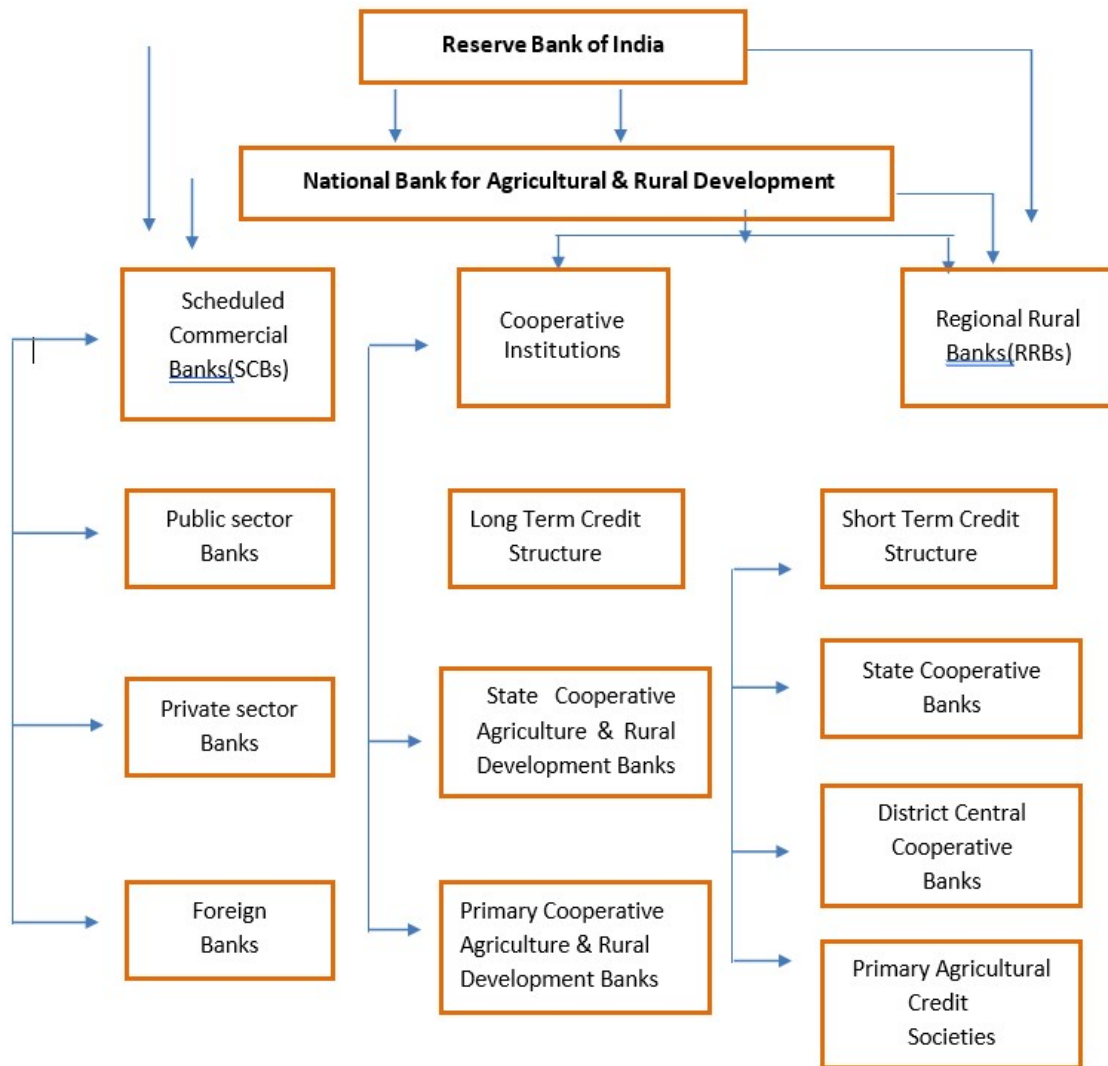 Reserve Bank of India
National Bank for Agricultural & Rural Development
Scheduled
Commercial
Banks(SCBs)
Cooperative
Institutions
Regional Rural
Banks(RRBs)
Public sector
Banks
Long Term Credit
Structure
Short Term Credit
Structure
Private sector
Banks
State Cooperative
Agriculture & Rural
Development Banks
State Cooperative
Banks
District Central
Cooperative
Banks
Foreign
Banks
Primary Cooperative
Agriculture & Rural
Development Banks
Primary Agricultural
Credit
Societies